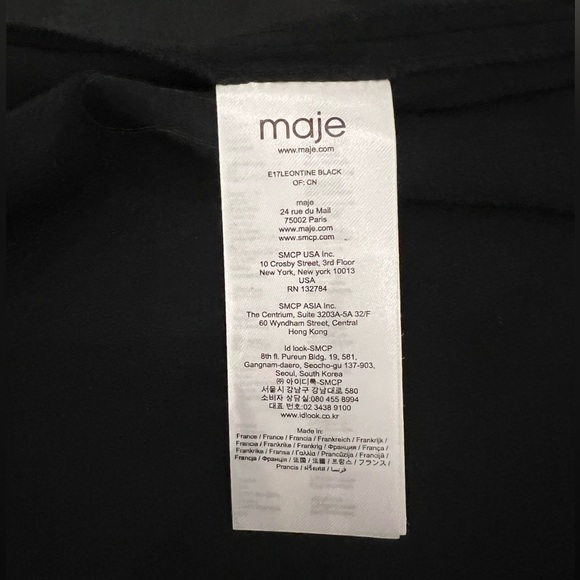 maje
www.maje.com
E17LEONTINE BLACK
OF: CN
maje
24 rue du Mail
75002 Paris
www.maje.com
www.smcp.com
SMCP USA Inc.
10 Crosby Street, 3rd Floor
New York, New york 10013
USA
RN 132784
SMCP ASIA Inc.
The Centrium, Suite 3203A-5A 32/F
60 Wyndham Street, Central
Hong Kong
Id look-SMCP
8th fl. Pureun Bldg. 19, 581,
Gangnam-daero, Seocho-gu 137-903,
Seoul, South Korea
㈜ 아이디룩-SMCP
서울시 강남구 강남대로 580
소비자 상담실:080 455 8994
대표 번호:02 3438 9100
www.idlook.co.kr
Made in:
France / France / Francia / Frankreich / Frankrijk /
Francia / Frankrike / Frankrig / Франция / França /
Frankrike / Fransa / Γαλλία / Prancūzija / Francijā /
França / Франція / 法国 / 法國 / 프랑스 / フランス /
Prancis / ฝรั่งเศส / فرنسا